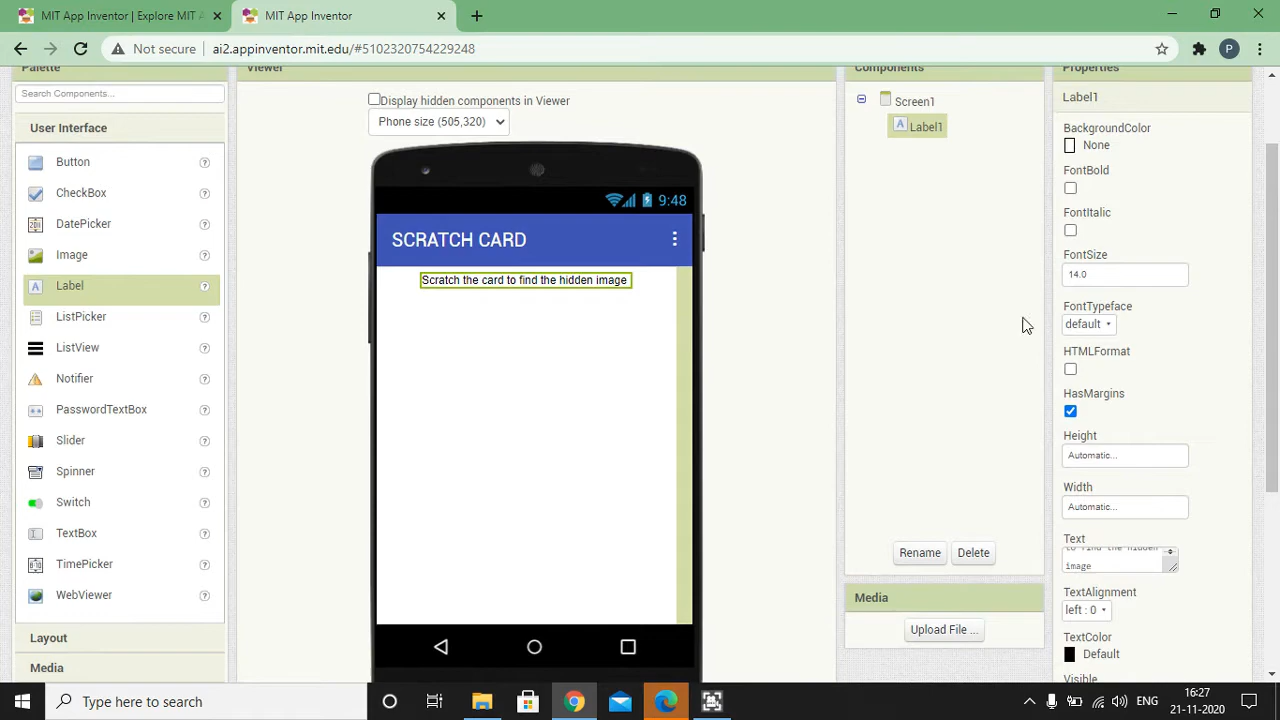 MIT App Inventor | Explore MIT A
MIT App Inventor
Not secure
ai2.appinventor.mit.edu/#5102320754229248
P
Palette
Viewer
Components
Properties
Search Components...
User Interface
Button
CheckBox
DatePicker
Image
Label
ListPicker
ListView
Notifier
PasswordTextBox
Slider
Spinner
Switch
TextBox
TimePicker
WebViewer
Layout
Media
Display hidden components in Viewer
Phone size (505,320)
9:48
SCRATCH CARD
Scratch the card to find the hidden image
Screen1
A Label1
Rename
Delete
Media
Upload File ...
Label1
BackgroundColor
None
FontBold
FontItalic
FontSize
14.0
FontTypeface
default
HTMLFormat
HasMargins
Height
Automatic...
Width
Automatic...
Text
to find the hidden
image
TextAlignment
left : 0
TextColor
Default
Visible
Type here to search
ENG
16:27
21-11-2020